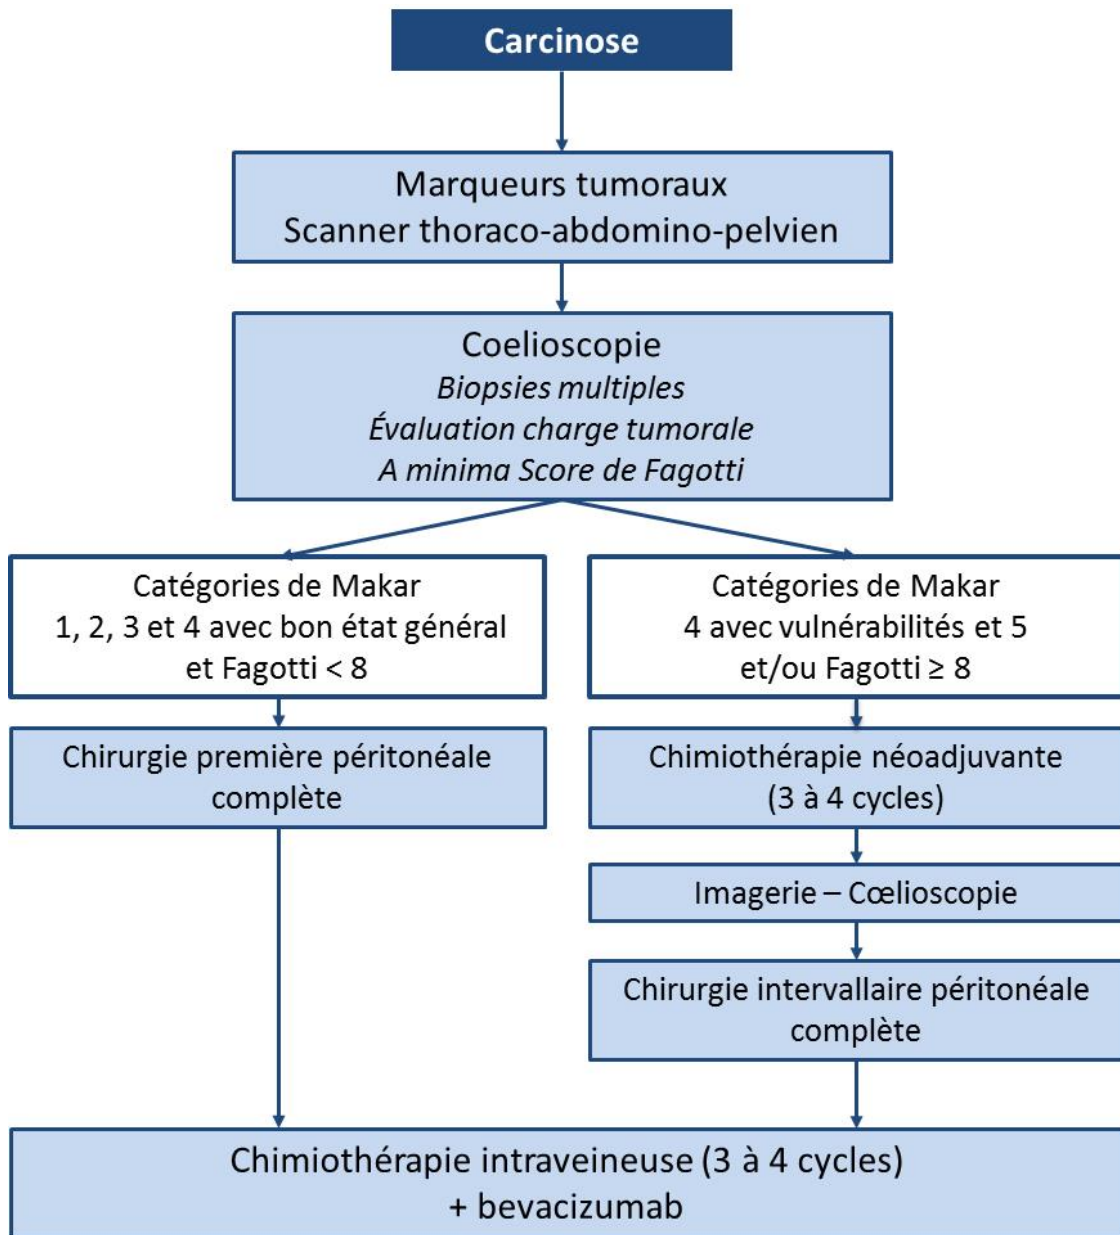 Carcinose
Marqueurs tumoraux
Scanner thoraco-abdomino-pelvien
Coelioscopie
Biopsies multiples
Évaluation charge tumorale
A minima Score de Fagotti
Catégories de Makar
1, 2, 3 et 4 avec bon état général
et Fagotti < 8
Catégories de Makar
4 avec vulnérabilités et 5
et/ou Fagotti ≥ 8
Chirurgie première péritonéale
complète
Chimiothérapie néoadjuvante
(3 à 4 cycles)
Imagerie – Cœlioscopie
Chirurgie intervallaire péritonéale
complète
Chimiothérapie intraveineuse (3 à 4 cycles)
+ bevacizumab